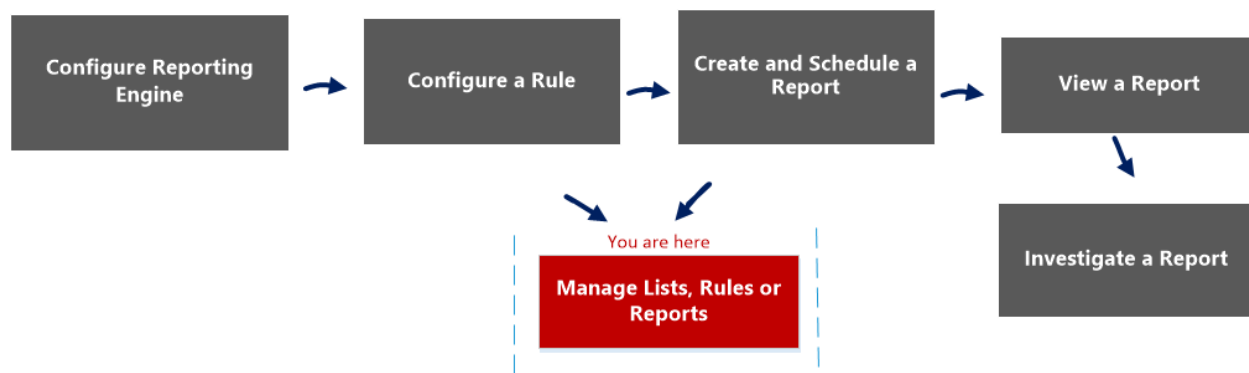 Configure Reporting
Engine
Configure a Rule
Create and Schedule a
Report
View a Report
You are here
Manage Lists, Rules or
Reports
Investigate a Report